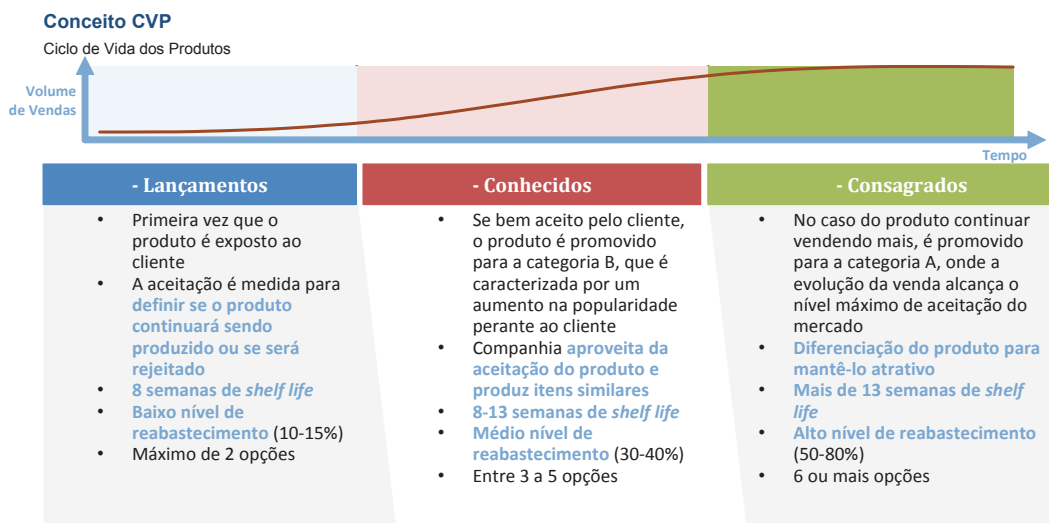 Conceito CVP
Ciclo de Vida dos Produtos
Volume
de Vendas
Tempo
- Lançamentos
• Primeira vez que o
produto é exposto ao
cliente
• A aceitação é medida para
definir se o produto
continuará sendo
produzido ou se será
rejeitado
• 8 semanas de shelf life
• Baixo nível de
reabastecimento (10-15%)
• Máximo de 2 opções
- Conhecidos
• Se bem aceito pelo cliente,
o produto é promovido
para a categoria B, que é
caracterizada por um
aumento na popularidade
perante ao cliente
• Companhia aproveita da
aceitação do produto e
produz itens similares
• 8-13 semanas de shelf life
• Médio nível de
reabastecimento (30-40%)
• Entre 3 a 5 opções
- Consagrados
• No caso do produto continuar
vendendo mais, é promovido
para a categoria A, onde a
evolução da venda alcança o
nível máximo de aceitação do
mercado
• Diferenciação do produto para
mantê-lo atrativo
• Mais de 13 semanas de shelf
life
• Alto nível de reabastecimento
(50-80%)
• 6 ou mais opções